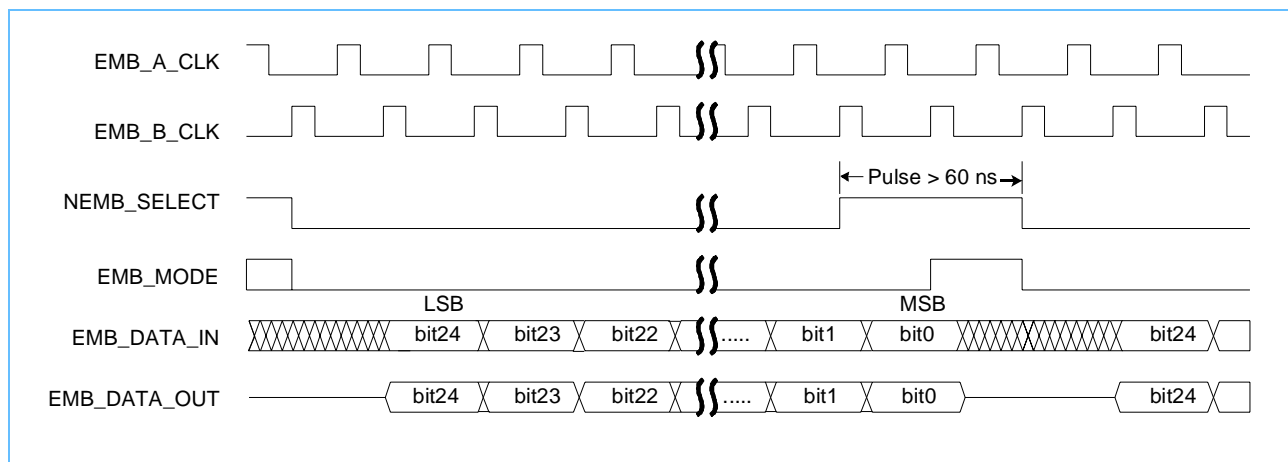 EMB_A_CLK
EMB_B_CLK
Pulse > 60 ns
NEMB_SELECT
EMB_MODE
LSB MSB
EMB_DATA_IN bit24 bit23 bit22 ..... bit1 bit0 bit24
EMB_DATA_OUT bit24 bit23 bit22 ..... bit1 bit0 bit24